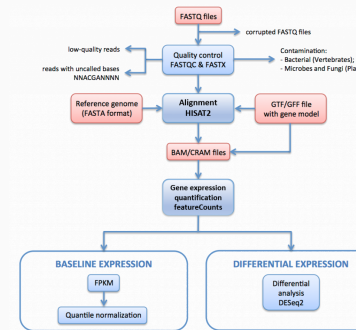 FASTQ files
corrupted FASTQ files
low-quality reads
Quality control
FASTQC & FASTX
Contamination:
- Bacterial (Vertebrates);
- Microbes and Fungi (Pla
reads with uncalled bases
NNACGANNNN
Reference genome
(FASTA format)
Alignment
HISAT2
GTF/GFF file
with gene model
BAM/CRAM files
Gene expression
quantification
featureCounts
BASELINE EXPRESSION
FPKM
Quantile normalization
DIFFERENTIAL EXPRESSION
Differential
analysis
DESeq2